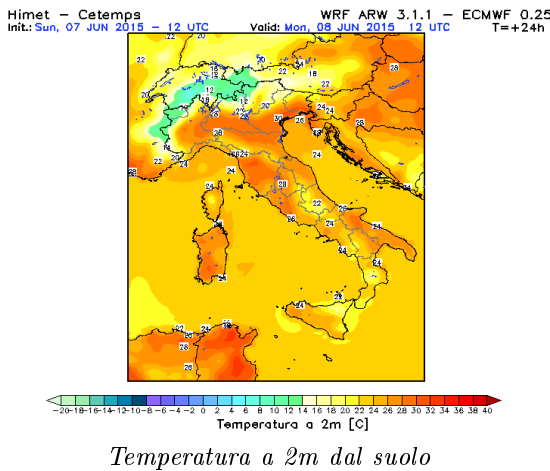 Himet – Cetemps WRF ARW 3.1.1 – ECMWF 0.25
Init.: Sun, 07 JUN 2015 – 12 UTC Valid: Mon, 08 JUN 2015 12 UTC T=+24h
-20 -18 -16 -14 -12 -10 -8 -6 -4 -2 0 2 4 6 8 10 12 14 16 18 20 22 24 26 28 30 32 34 36 38 40
Temperatura a 2m [C]
Temperatura a 2m dal suolo